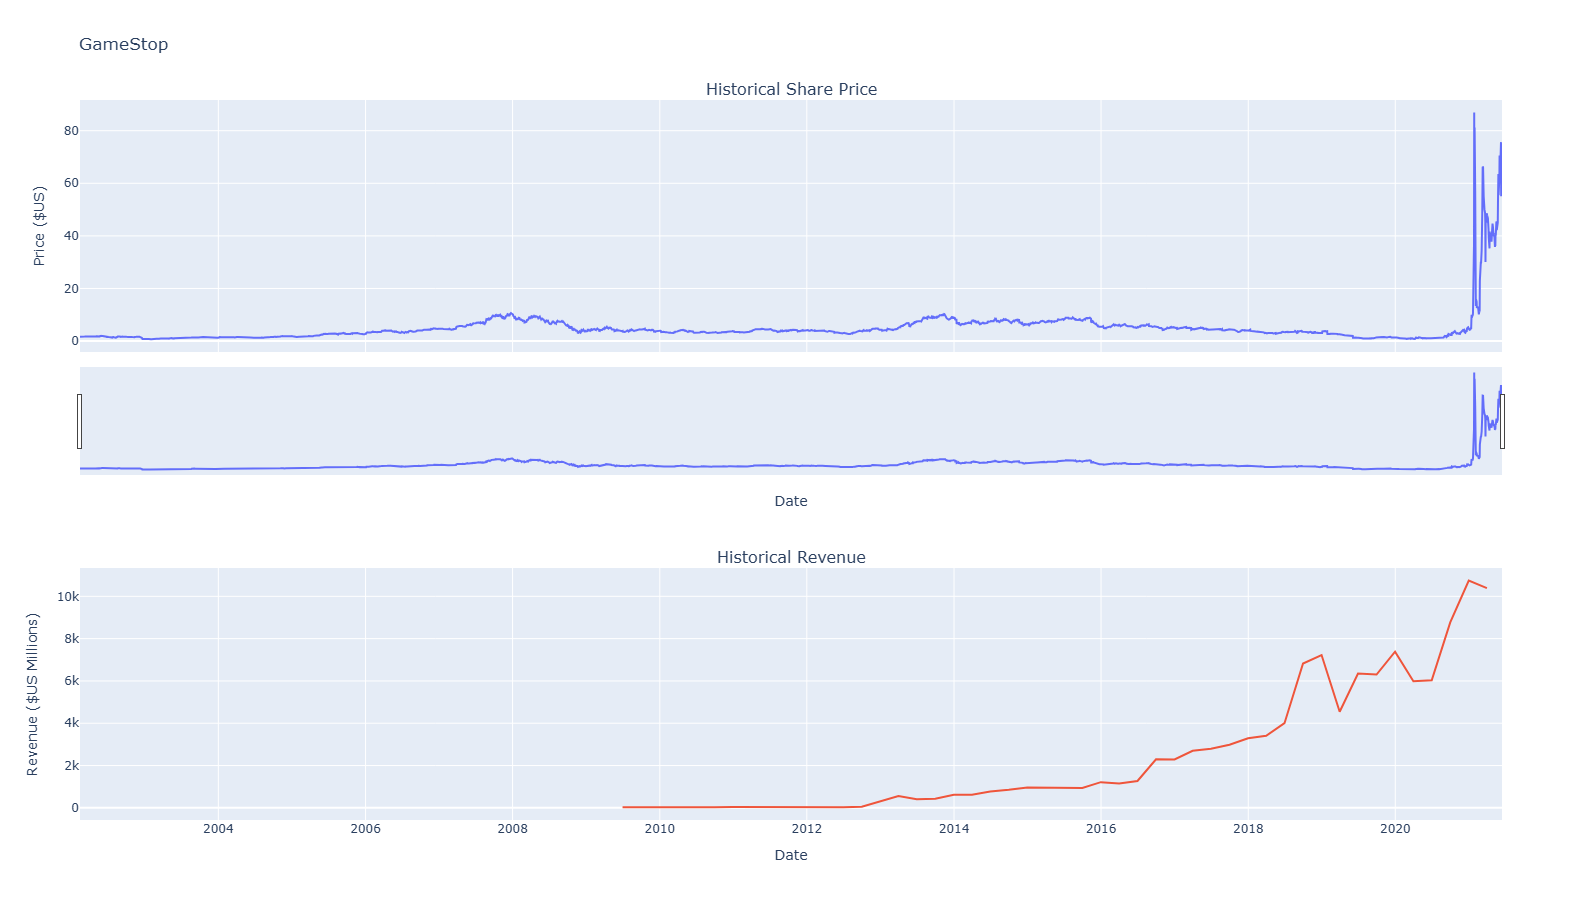 GameStop
Historical Share Price
Price ($US)
80
60
40
20
0
Date
Historical Revenue
Revenue ($US Millions)
10k
8k
6k
4k
2k
0
2004 2006 2008 2010 2012 2014 2016 2018 2020
Date